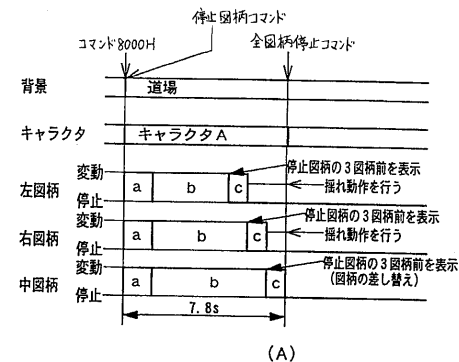 停止図柄コマンド
コマンド8000H
全図柄停止コマンド
背景
道場
キャラクタ
キャラクタA
変動
停止図柄の3図柄前を表示
左図柄
a
b
c
揺れ動作を行う
停止
変動
停止図柄の3図柄前を表示
右図柄
a
b
c
揺れ動作を行う
停止
変動
停止図柄の3図柄前を表示
(図柄の差し替え)
中図柄
a
b
c
停止
7.8s
(A)